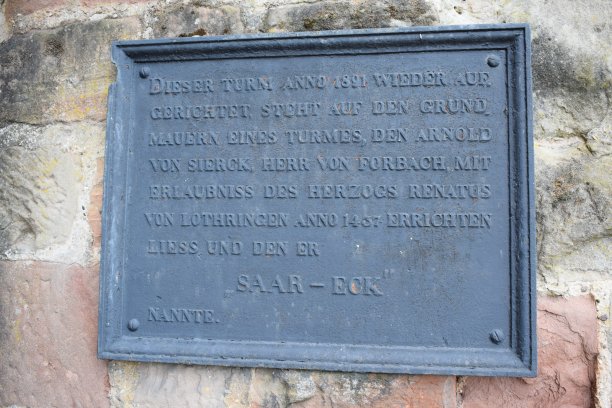 DIESER TURM ANNO 1891 WIEDER AUF
GERICHTET, STEHT AUF DEN GRUND,
MAUERN EINES TURMES, DEN ARNOLD
VON SIERCK, HERR VON FORBACH, MIT
ERLAUBNISS DES HERZOGS RENATUS
VON LOTHRINGEN ANNO 1437 ERRICHTEN
LIESS UND DEN ER
„SAAR – ECK"
NANNTE.